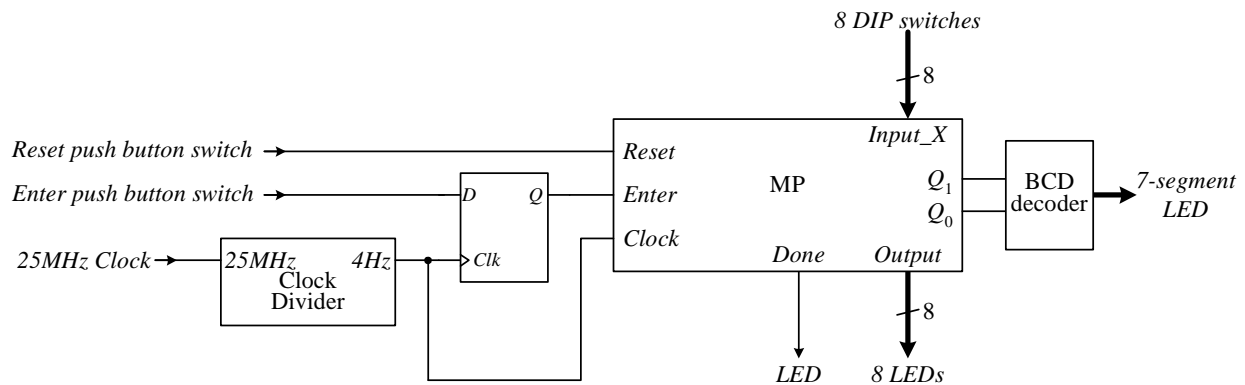 8 DIP switches
8
Reset push button switch
Reset
Input_X
Enter push button switch
D
Q
Enter
MP
Q1
Q0
BCD
decoder
7-segment
LED
Clock
25MHz Clock
25MHz
4Hz
Clk
Clock
Divider
Done
Output
8
LED
8 LEDs